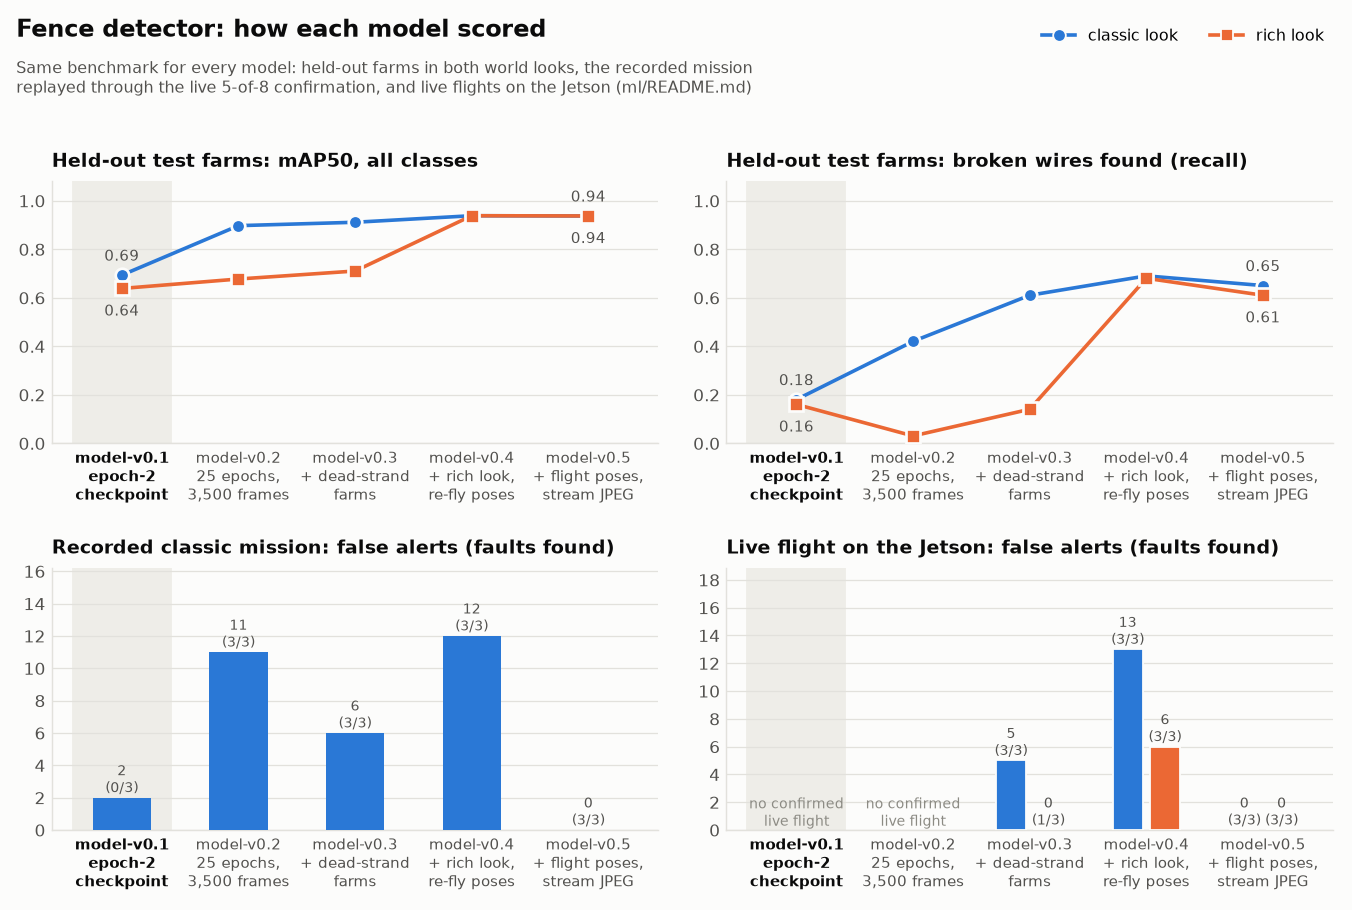 Fence detector: how each model scored
classic look
rich look
Same benchmark for every model: held-out farms in both world looks, the recorded mission
replayed through the live 5-of-8 confirmation, and live flights on the Jetson (ml/README.md)
Held-out test farms: mAP50, all classes
1.0
0.8
0.6
0.4
0.2
0.0
0.69
0.64
0.94
0.94
model-v0.1
epoch-2
checkpoint
model-v0.2
25 epochs,
3,500 frames
model-v0.3
+ dead-strand
farms
model-v0.4
+ rich look,
re-fly poses
model-v0.5
+ flight poses,
stream JPEG
Held-out test farms: broken wires found (recall)
1.0
0.8
0.6
0.4
0.2
0.0
0.18
0.16
0.65
0.61
model-v0.1
epoch-2
checkpoint
model-v0.2
25 epochs,
3,500 frames
model-v0.3
+ dead-strand
farms
model-v0.4
+ rich look,
re-fly poses
model-v0.5
+ flight poses,
stream JPEG
Recorded classic mission: false alerts (faults found)
16
14
12
10
8
6
4
2
0
2
(0/3)
11
(3/3)
6
(3/3)
12
(3/3)
0
(3/3)
model-v0.1
epoch-2
checkpoint
model-v0.2
25 epochs,
3,500 frames
model-v0.3
+ dead-strand
farms
model-v0.4
+ rich look,
re-fly poses
model-v0.5
+ flight poses,
stream JPEG
Live flight on the Jetson: false alerts (faults found)
18
16
14
12
10
8
6
4
2
0
no confirmed
live flight
no confirmed
live flight
5
(3/3)
0
(1/3)
13
(3/3)
6
(3/3)
0 0
(3/3) (3/3)
model-v0.1
epoch-2
checkpoint
model-v0.2
25 epochs,
3,500 frames
model-v0.3
+ dead-strand
farms
model-v0.4
+ rich look,
re-fly poses
model-v0.5
+ flight poses,
stream JPEG